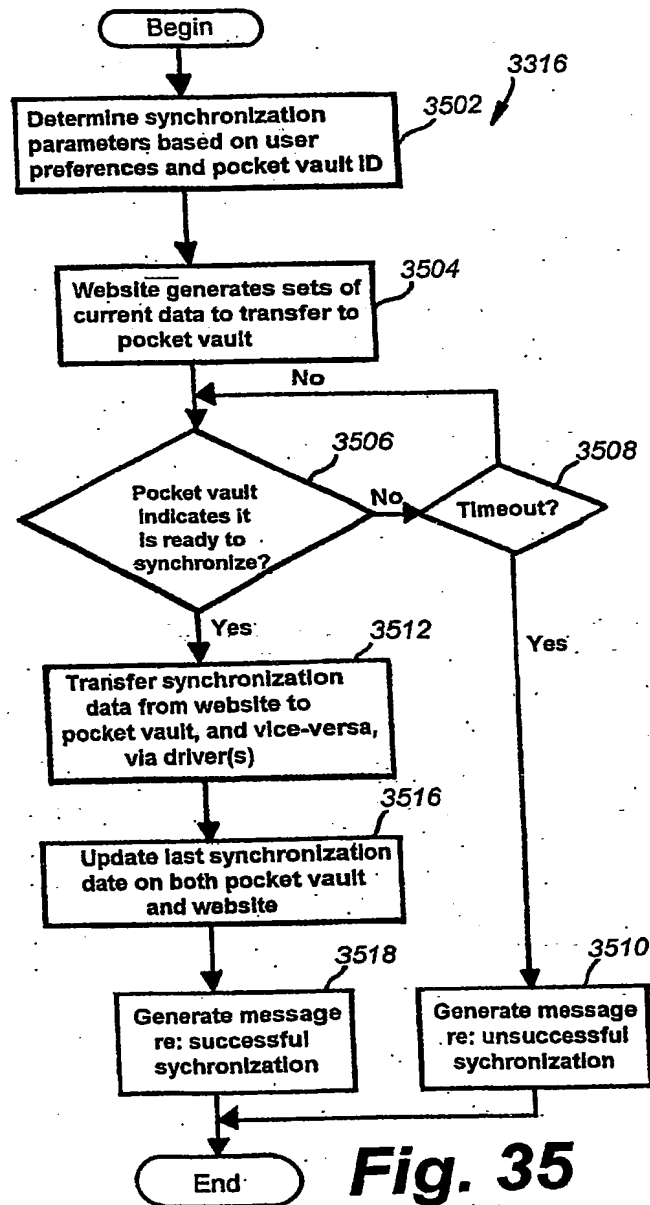 Begin
3316
Determine synchronization
parameters based on user
preferences and pocket vault ID
3502
3504
Website generates sets of
current data to transfer to
pocket vault
No
3506
3508
Pocket vault
indicates it
is ready to
synchronize?
No
Timeout?
Yes
Yes
3512
Transfer synchronization
data from website to
pocket vault, and vice-versa,
via driver(s)
3516
Update last synchronization
date on both pocket vault
and website
3518
3510
Generate message
re: successful
sychronization
Generate message
re: unsuccessful
sychronization
End
Fig. 35